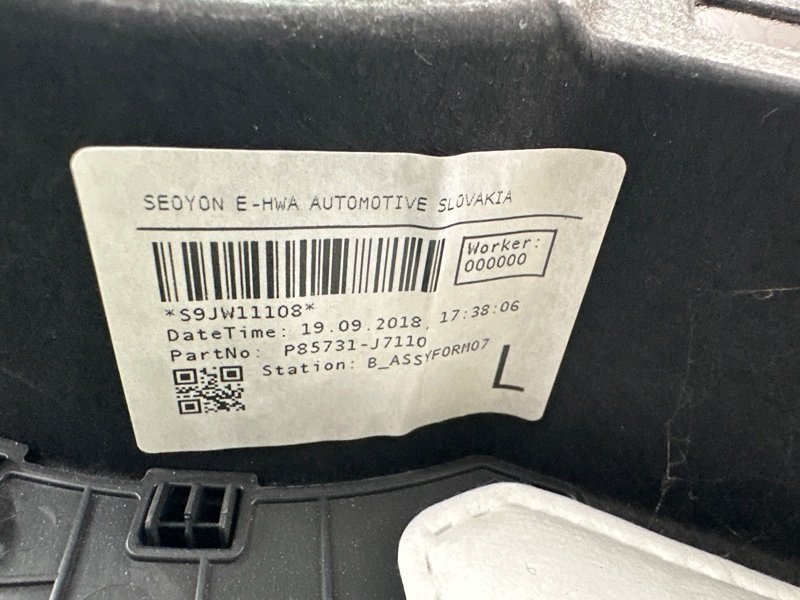 SEOYON E-HWA AUTOMOTIVE SLOVAKIA
Worker:
000000
*S9JW11108*
DateTime: 19.09.2018, 17:38:06
PartNo: P85731-J7110
Station: B_ASSYFORM07
L